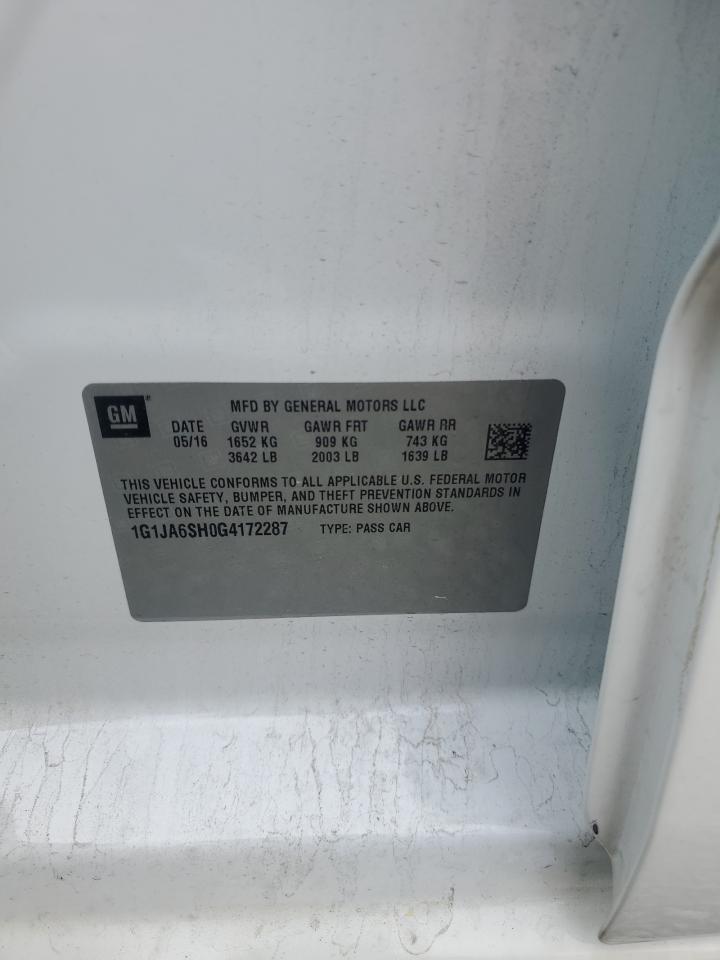 GM
MFD BY GENERAL MOTORS LLC
DATE GVWR GAWR FRT GAWR RR
05/16 1652 KG 909 KG 743 KG
3642 LB 2003 LB 1639 LB
THIS VEHICLE CONFORMS TO ALL APPLICABLE U.S. FEDERAL MOTOR
VEHICLE SAFETY, BUMPER, AND THEFT PREVENTION STANDARDS IN
EFFECT ON THE DATE OF MANUFACTURE SHOWN ABOVE.
1G1JA6SH0G4172287 TYPE: PASS CAR